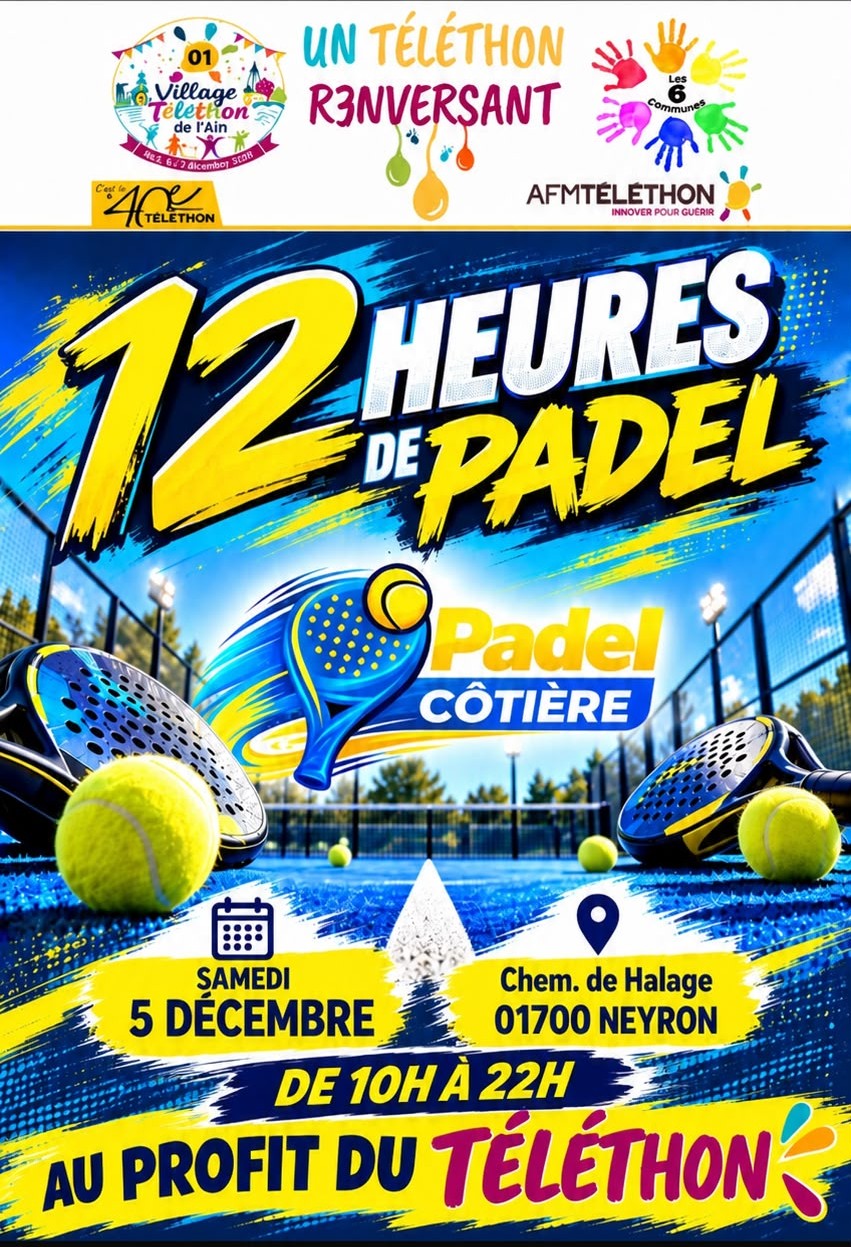 01
Village
Téléthon
de l'Ain
UN TÉLÉTHON
R3NVERSANT
Les
6
Communes
C'est le
40e
TÉLÉTHON
AFMTÉLÉTHON
INNOVER POUR GUÉRIR
12 HEURES
DE PADEL
Padel
CÔTIÈRE
SAMEDI
5 DÉCEMBRE
Chem. de Halage
01700 NEYRON
DE 10H À 22H
AU PROFIT DU TÉLÉTHON